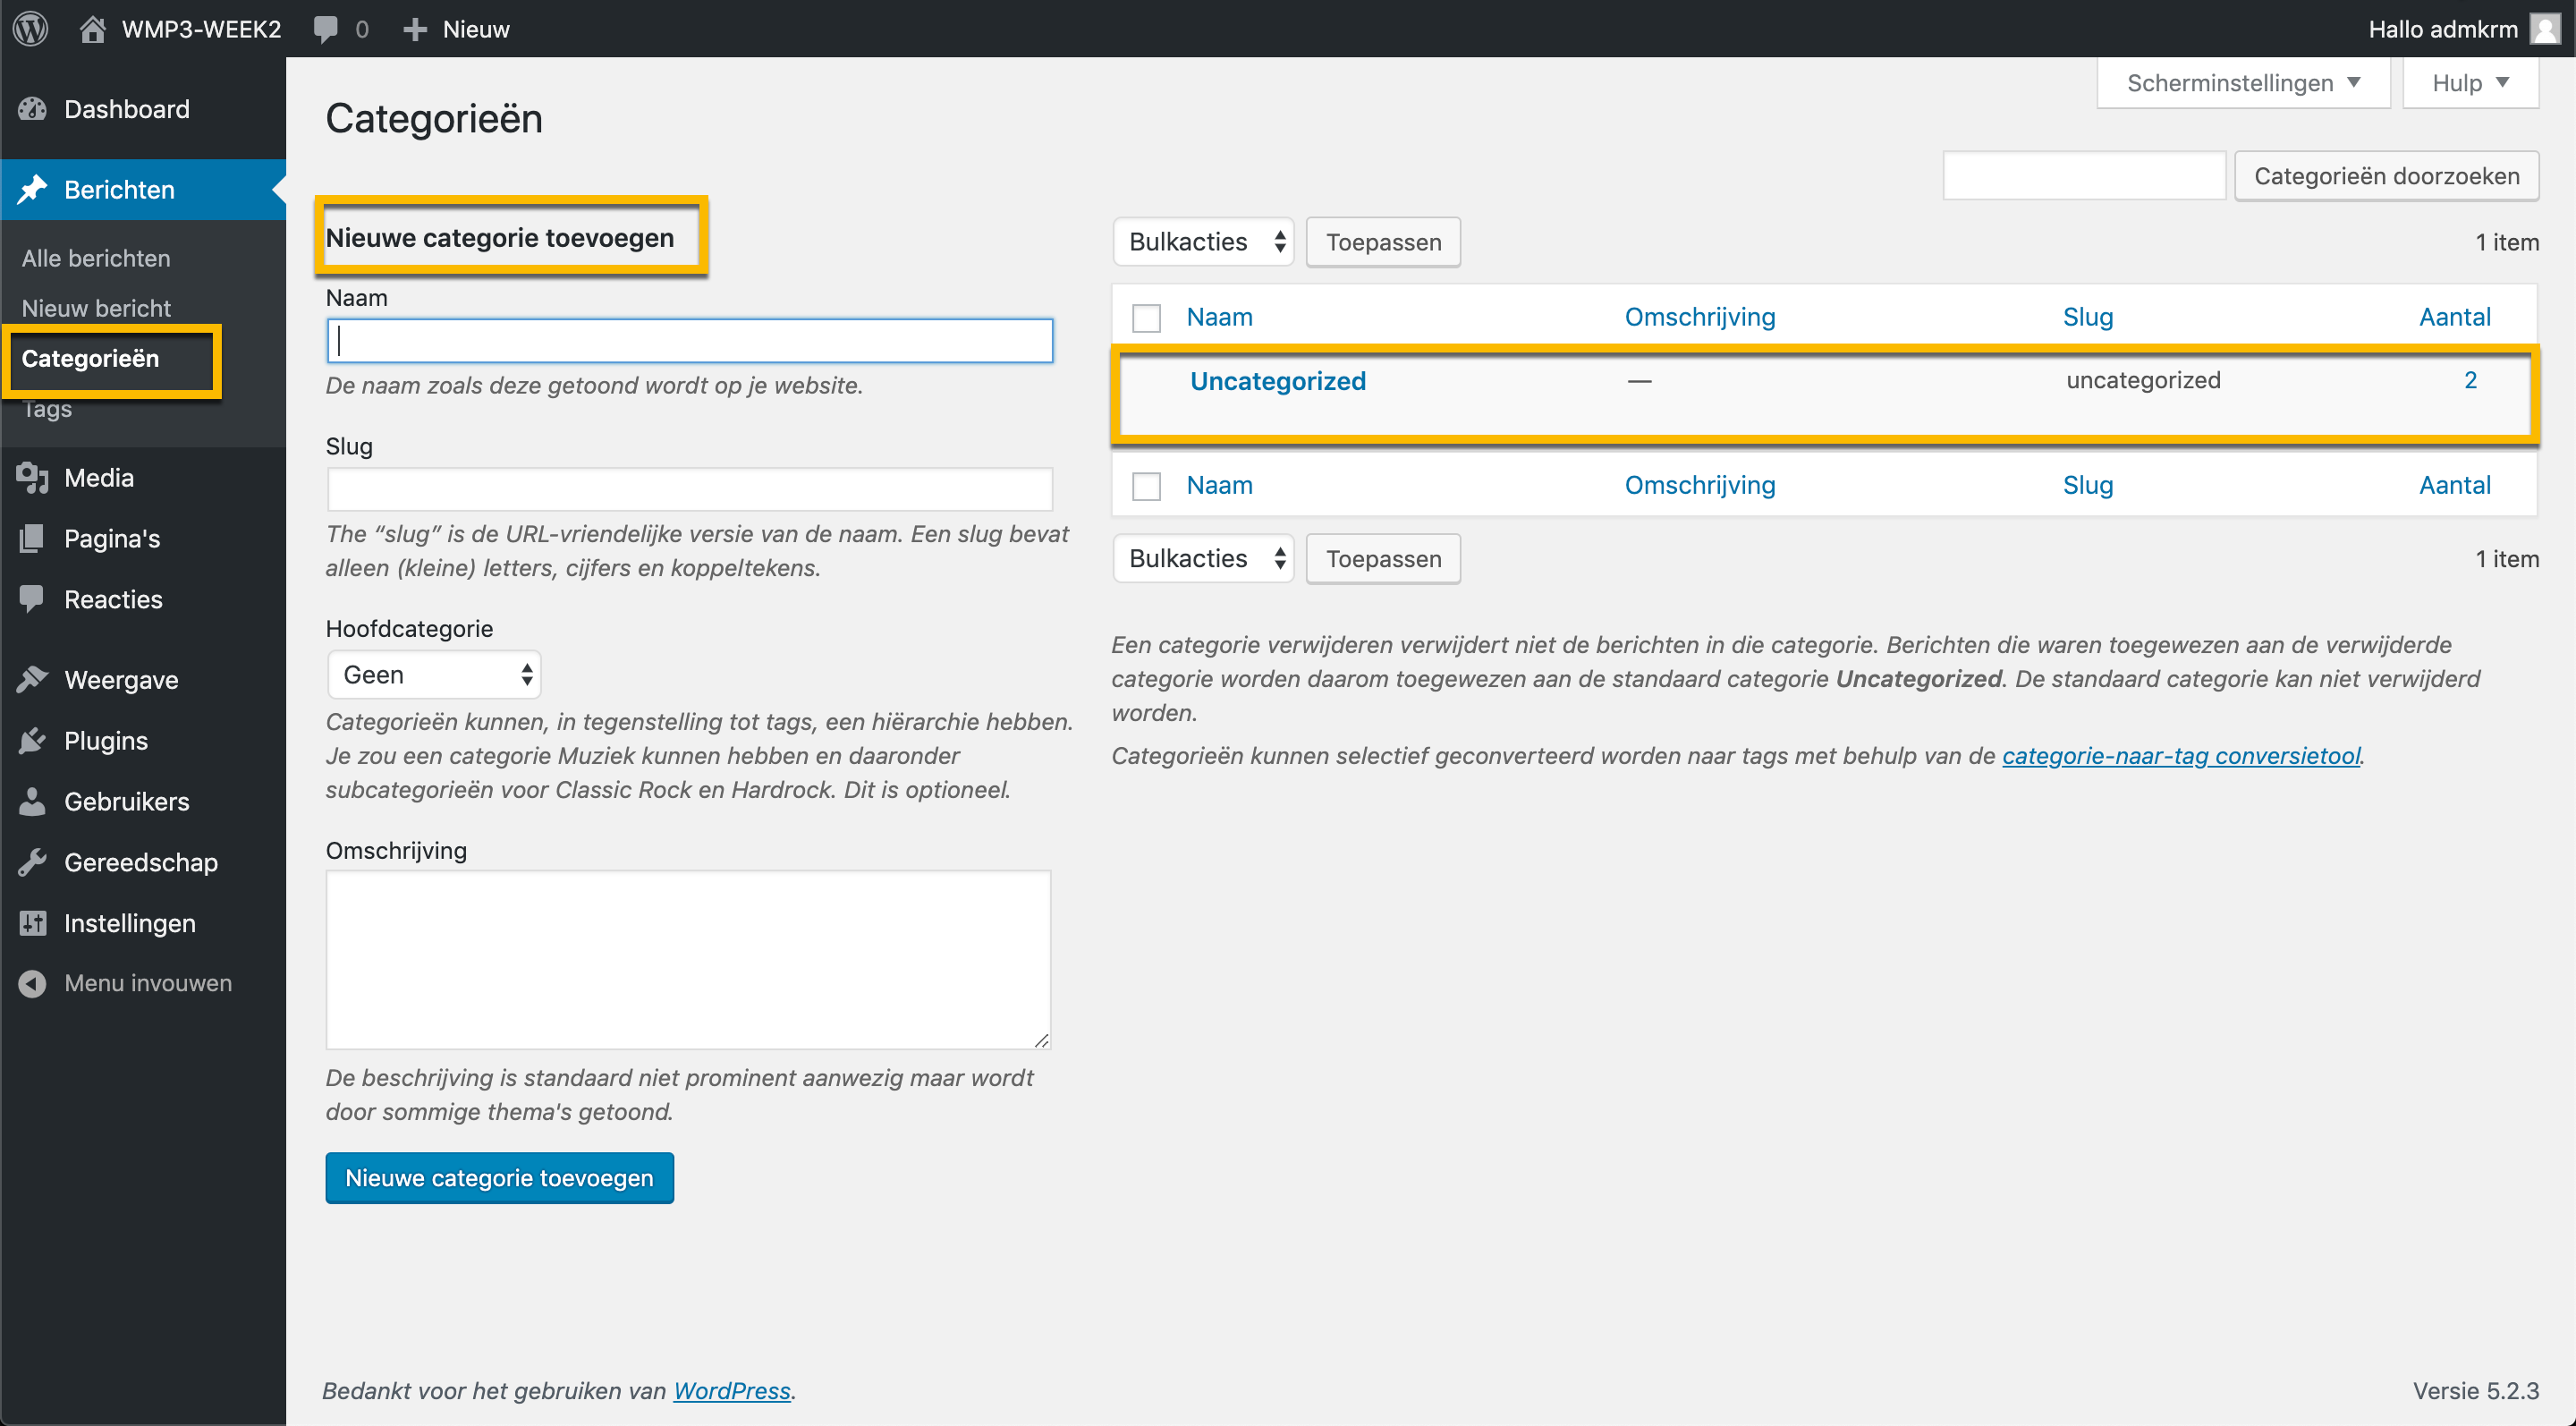 WMP3-WEEK2 0 Nieuw Hallo admkrm
Scherminstellingen Hulp
Dashboard
Berichten
Alle berichten
Nieuw bericht
Categorieën
Tags
Media
Pagina's
Reacties
Weergave
Plugins
Gebruikers
Gereedschap
Instellingen
Menu invouwen
Categorieën
Nieuwe categorie toevoegen
Naam
De naam zoals deze getoond wordt op je website.
Slug
The “slug” is de URL-vriendelijke versie van de naam. Een slug bevat
alleen (kleine) letters, cijfers en koppeltekens.
Hoofdcategorie
Geen
Categorieën kunnen, in tegenstelling tot tags, een hiërarchie hebben.
Je zou een categorie Muziek kunnen hebben en daaronder
subcategorieën voor Classic Rock en Hardrock. Dit is optioneel.
Omschrijving
De beschrijving is standaard niet prominent aanwezig maar wordt
door sommige thema's getoond.
Nieuwe categorie toevoegen
Categorieën doorzoeken
Bulkacties Toepassen 1 item
Naam Omschrijving Slug Aantal
Uncategorized — uncategorized 2
Naam Omschrijving Slug Aantal
Bulkacties Toepassen 1 item
Een categorie verwijderen verwijdert niet de berichten in die categorie. Berichten die waren toegewezen aan de verwijderde
categorie worden daarom toegewezen aan de standaard categorie Uncategorized. De standaard categorie kan niet verwijderd
worden.
Categorieën kunnen selectief geconverteerd worden naar tags met behulp van de categorie-naar-tag conversietool.
Bedankt voor het gebruiken van WordPress. Versie 5.2.3